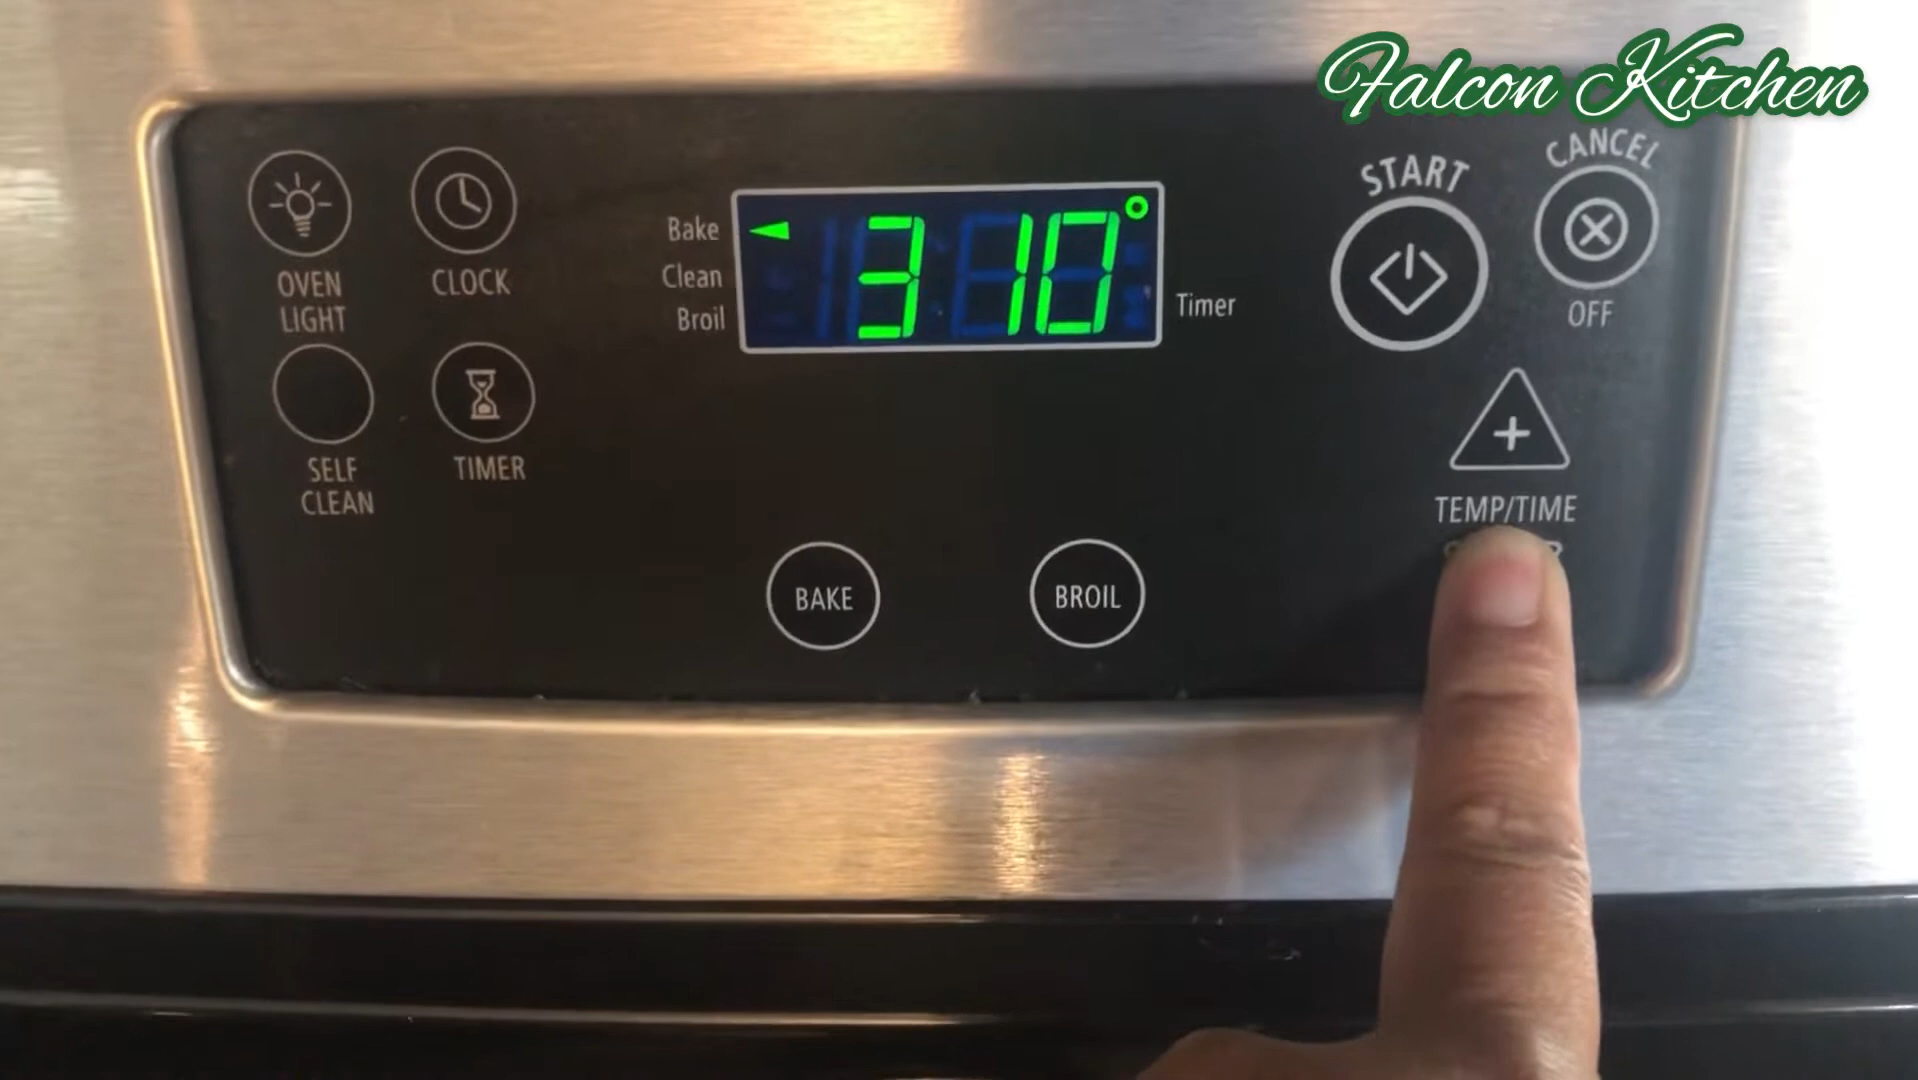 Falcon Kitchen
OVEN
LIGHT
CLOCK
SELF
CLEAN
TIMER
Bake
Clean
Broil
310°
Timer
BAKE
BROIL
START
CANCEL
OFF
+
TEMP/TIME